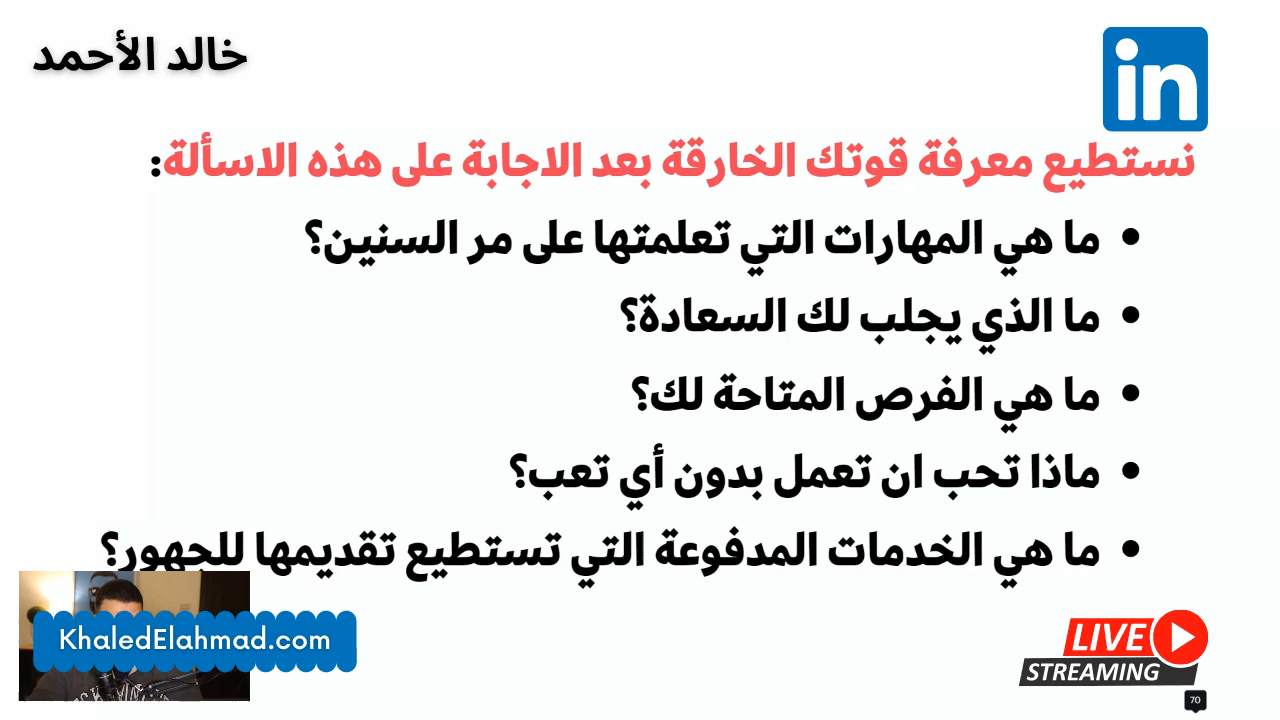 خالد الأحمد
in
نستطيع معرفة قوتك الخارقة بعد الاجابة على هذه الاسألة:
• ما هي المهارات التي تعلمتها على مر السنين؟
• ما الذي يجلب لك السعادة؟
• ما هي الفرص المتاحة لك؟
• ماذا تحب ان تعمل بدون أي تعب؟
• ما هي الخدمات المدفوعة التي تستطيع تقديمها للجهور؟
KhaledElahmad.com
LIVE
STREAMING
70